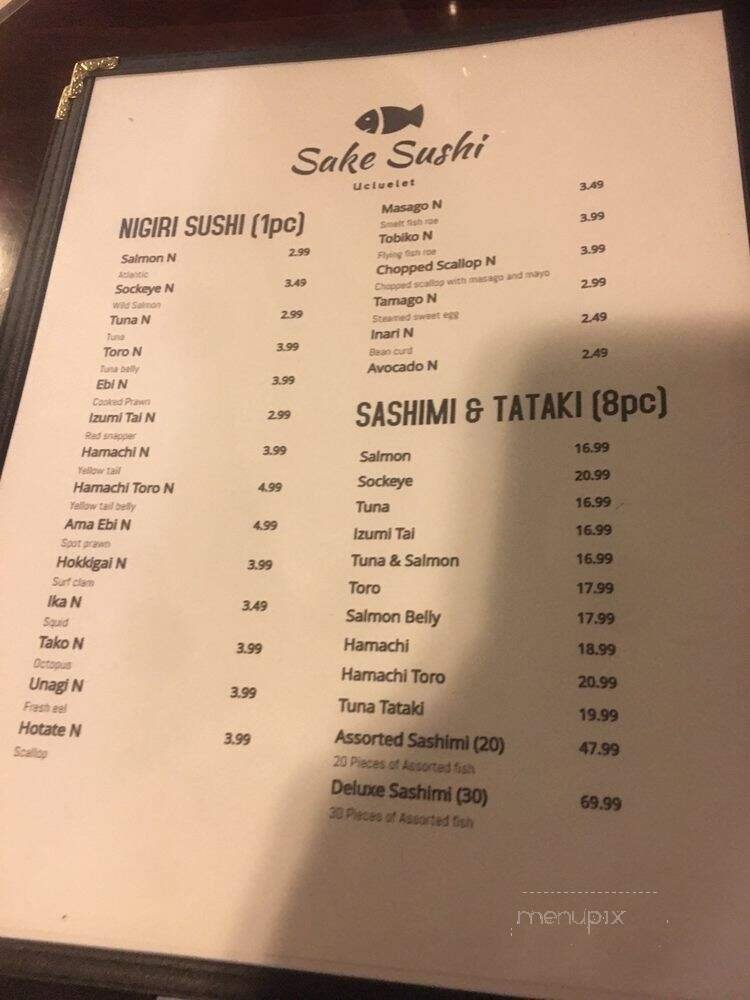 Sake Sushi
Ucluelet
NIGIRI SUSHI (1pc)
Salmon N 2.99
Atlantic
Sockeye N 3.49
Wild Salmon
Tuna N 2.99
Tuna
Toro N 3.99
Tuna belly
Ebi N 3.99
Cooked Prawn
Izumi Tai N 2.99
Red snapper
Hamachi N 3.99
Yellow tail
Hamachi Toro N 4.99
Yellow tail belly
Ama Ebi N 4.99
Spot prawn
Hokkigai N 3.99
Surf clam
Ika N 3.49
Squid
Tako N 3.99
Octopus
Unagi N 3.99
Fresh eel
Hotate N 3.99
Scallop
Masago N 3.49
Smelt fish roe
Tobiko N 3.99
Flying fish roe
Chopped Scallop N 3.99
Chopped scallop with masago and mayo
Tamago N 2.99
Steamed sweet egg
Inari N 2.49
Bean curd
Avocado N 2.49
SASHIMI & TATAKI (8pc)
Salmon 16.99
Sockeye 20.99
Tuna 16.99
Izumi Tai 16.99
Tuna & Salmon 16.99
Toro 17.99
Salmon Belly 17.99
Hamachi 18.99
Hamachi Toro 20.99
Tuna Tataki 19.99
Assorted Sashimi (20) 47.99
20 Pieces of Assorted fish
Deluxe Sashimi (30) 69.99
30 Pieces of Assorted fish
menupix